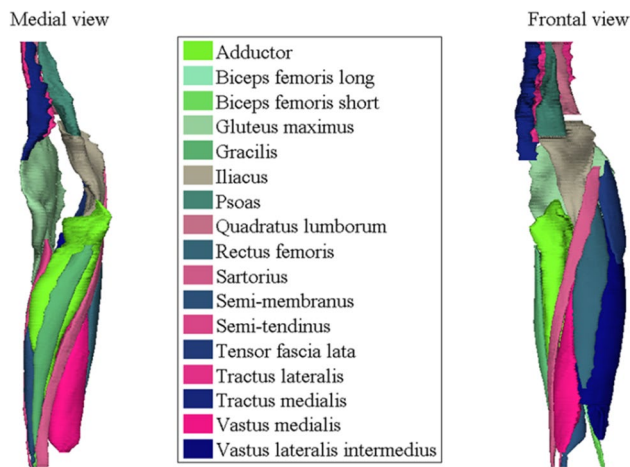 Medial view
Frontal view
Adductor
Biceps femoris long
Biceps femoris short
Gluteus maximus
Gracilis
Iliacus
Psoas
Quadratus lumborum
Rectus femoris
Sartorius
Semi-membranus
Semi-tendinus
Tensor fascia lata
Tractus lateralis
Tractus medialis
Vastus medialis
Vastus lateralis intermedius